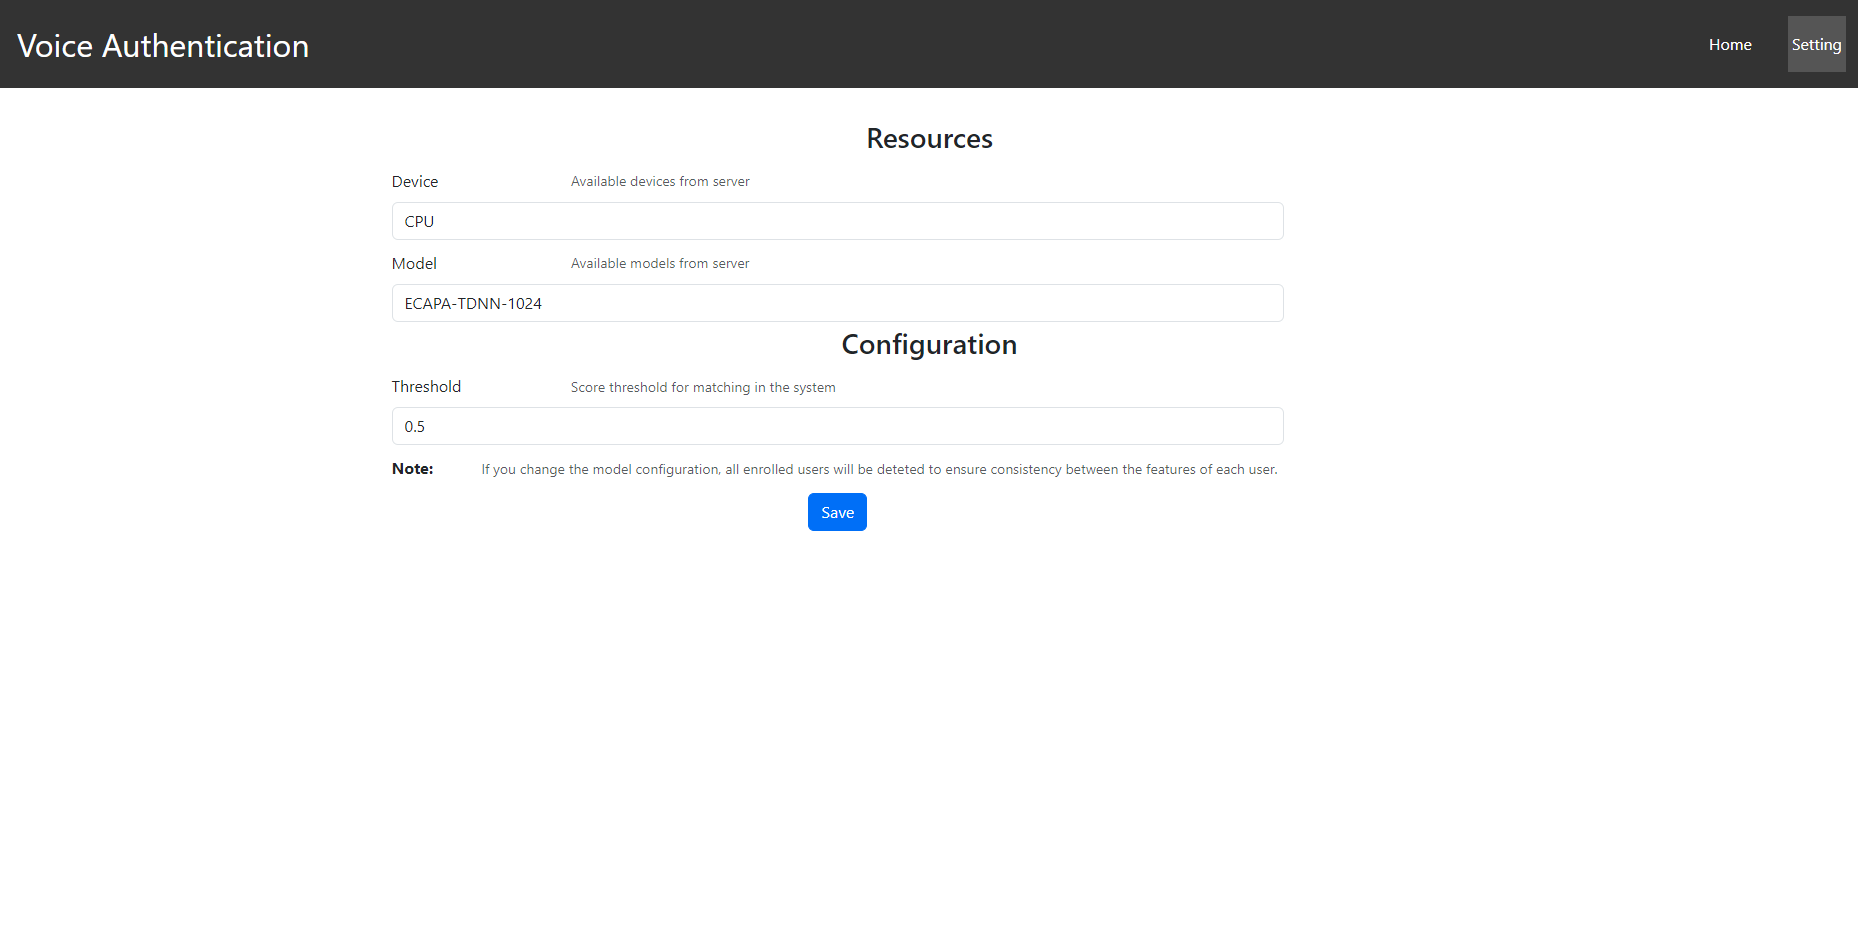 Voice Authentication
Home
Setting
Resources
Device
Available devices from server
CPU
Model
Available models from server
ECAPA-TDNN-1024
Configuration
Threshold
Score threshold for matching in the system
0.5
Note: If you change the model configuration, all enrolled users will be deteted to ensure consistency between the features of each user.
Save